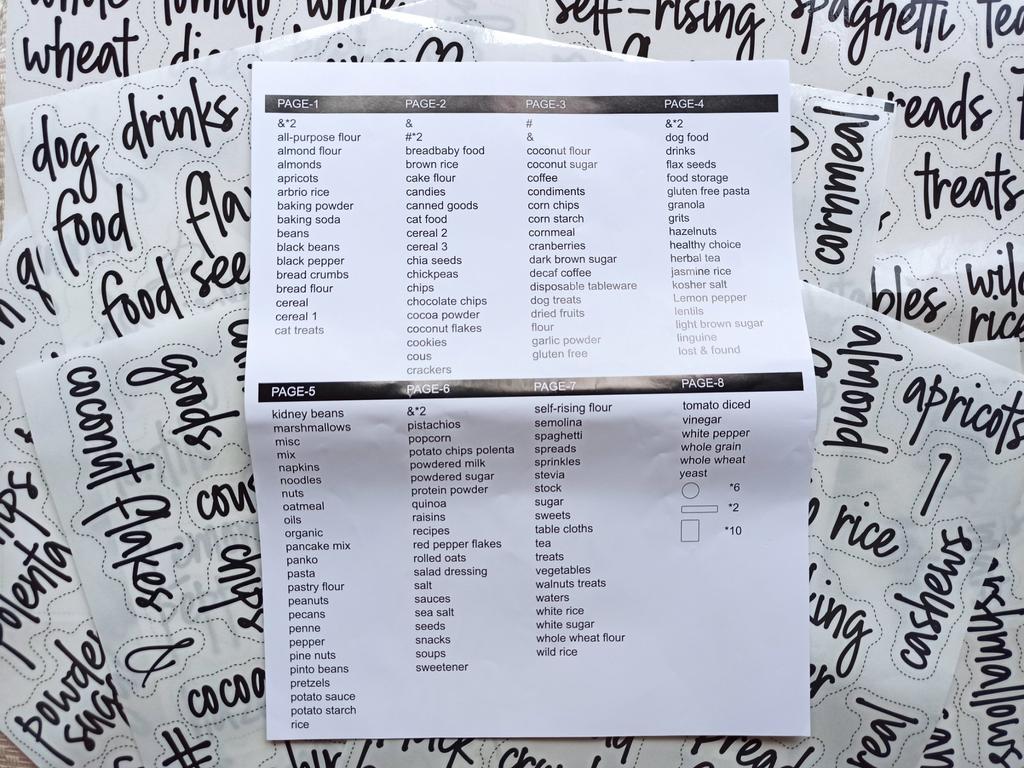 whole tomato whole
wheat
self-rising spaghetti
dog drinks
food
food
cornmeal
treats
wild
rice
PAGE-1
&*2
all-purpose flour
almond flour
almonds
apricots
arbrio rice
baking powder
baking soda
beans
black beans
black pepper
bread crumbs
bread flour
cereal
cereal 1
cat treats
PAGE-2
&
#*2
breadbaby food
brown rice
cake flour
candies
canned goods
cat food
cereal 2
cereal 3
chia seeds
chickpeas
chips
chocolate chips
cocoa powder
coconut flakes
cookies
cous
crackers
PAGE-3
#
&
coconut flour
coconut sugar
coffee
condiments
corn chips
corn starch
cornmeal
cranberries
dark brown sugar
decaf coffee
disposable tableware
dog treats
dried fruits
flour
garlic powder
gluten free
PAGE-4
&*2
dog food
drinks
flax seeds
food storage
gluten free pasta
granola
grits
hazelnuts
healthy choice
herbal tea
jasmine rice
kosher salt
Lemon pepper
lentils
light brown sugar
linguine
lost & found
PAGE-5
kidney beans
marshmallows
misc
mix
napkins
noodles
nuts
oatmeal
oils
organic
pancake mix
panko
pasta
pastry flour
peanuts
pecans
penne
pepper
pine nuts
pinto beans
pretzels
potato sauce
potato starch
rice
PAGE-6
&*2
pistachios
popcorn
potato chips polenta
powdered milk
powdered sugar
protein powder
quinoa
raisins
recipes
red pepper flakes
rolled oats
salad dressing
salt
sauces
sea salt
seeds
snacks
soups
sweetener
PAGE-7
self-rising flour
semolina
spaghetti
spreads
sprinkles
stevia
stock
sugar
sweets
table cloths
tea
treats
vegetables
walnuts treats
waters
white rice
white sugar
whole wheat flour
wild rice
PAGE-8
tomato diced
vinegar
white pepper
whole grain
whole wheat
yeast
*6
*2
*10
goods
coconut flakes
chips
&
#
polenta
almond
apricots
1
rice
cashews